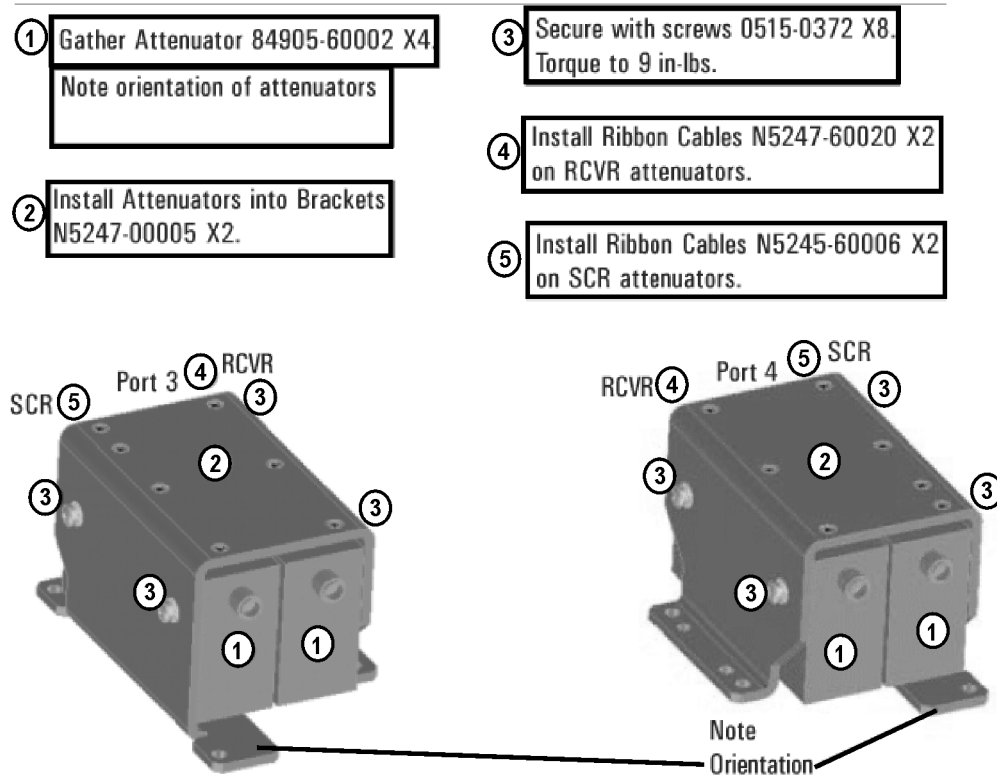 1 Gather Attenuator 84905-60002 X4.
Note orientation of attenuators
2 Install Attenuators into Brackets
N5247-00005 X2.
3 Secure with screws 0515-0372 X8.
Torque to 9 in-lbs.
4 Install Ribbon Cables N5247-60020 X2
on RCVR attenuators.
5 Install Ribbon Cables N5245-60006 X2
on SCR attenuators.
SCR 5 Port 3 4 RCVR
3
2
3
3
3
1
1
RCVR 4 Port 4 5 SCR
3
2
3
3
3
1
1
Note
Orientation